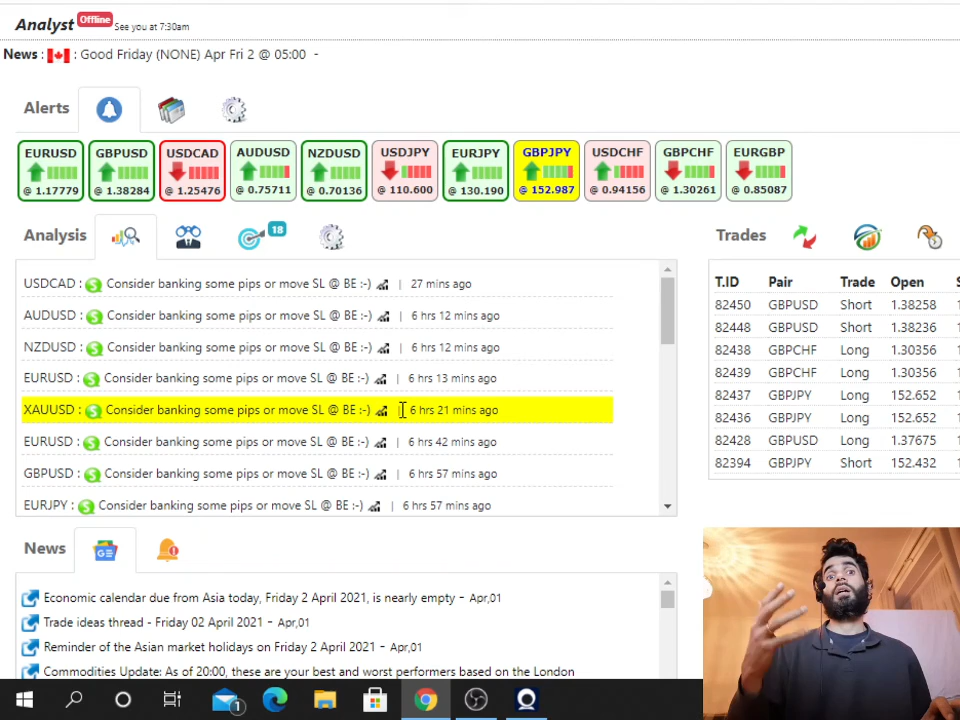 Analyst Offline See you at 7:30am
News : : Good Friday (NONE) Apr Fri 2 @ 05:00 -
Alerts
EURUSD GBPUSD USDCAD AUDUSD NZDUSD USDJPY EURJPY GBPJPY USDCHF GBPCHF EURGBP
@ 1.17779 @ 1.38284 @ 1.25476 @ 0.75711 @ 0.70136 @ 110.600 @ 130.190 @ 152.987 @ 0.94156 @ 1.30261 @ 0.85087
Analysis 18
USDCAD : $ Consider banking some pips or move SL @ BE :-) | 27 mins ago
AUDUSD : $ Consider banking some pips or move SL @ BE :-) | 6 hrs 12 mins ago
NZDUSD : $ Consider banking some pips or move SL @ BE :-) | 6 hrs 12 mins ago
EURUSD : $ Consider banking some pips or move SL @ BE :-) | 6 hrs 13 mins ago
XAUUSD : $ Consider banking some pips or move SL @ BE :-) | 6 hrs 21 mins ago
EURUSD : $ Consider banking some pips or move SL @ BE :-) | 6 hrs 42 mins ago
GBPUSD : $ Consider banking some pips or move SL @ BE :-) | 6 hrs 57 mins ago
EURJPY : $ Consider banking some pips or move SL @ BE :-) | 6 hrs 57 mins ago
Trades
T.ID Pair Trade Open
82450 GBPUSD Short 1.38258
82448 GBPUSD Short 1.38236
82438 GBPCHF Long 1.30356
82439 GBPCHF Long 1.30356
82437 GBPJPY Long 152.652
82436 GBPJPY Long 152.652
82428 GBPUSD Long 1.37675
82394 GBPJPY Short 152.432
News GE
Economic calendar due from Asia today, Friday 2 April 2021, is nearly empty - Apr,01
Trade ideas thread - Friday 02 April 2021 - Apr,01
Reminder of the Asian market holidays on Friday 2 April 2021 - Apr,01
Commodities Update: As of 20:00, these are your best and worst performers based on the London
1